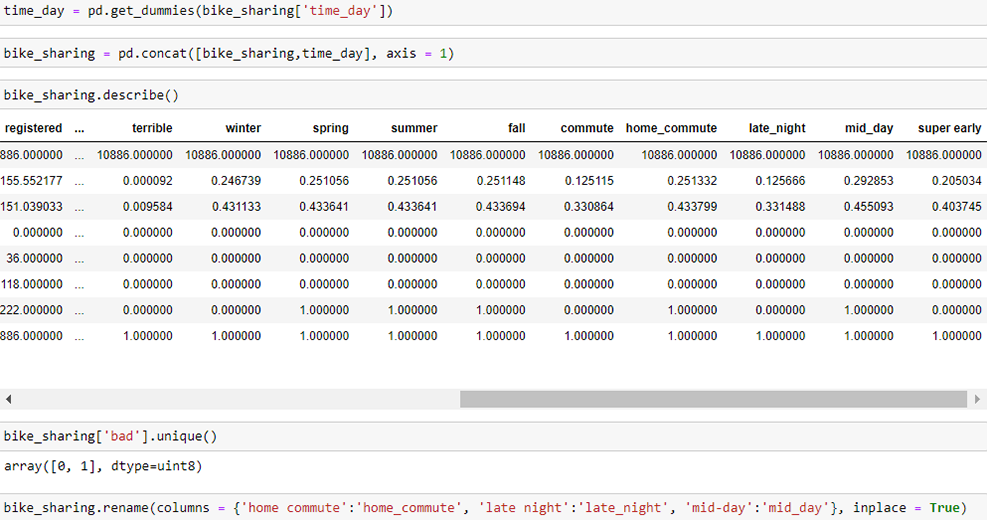 time_day = pd.get_dummies(bike_sharing['time_day'])
bike_sharing = pd.concat([bike_sharing,time_day], axis = 1)
bike_sharing.describe()
registered ... terrible winter spring summer fall commute home_commute late_night mid_day super early
886.000000 ... 10886.000000 10886.000000 10886.000000 10886.000000 10886.000000 10886.000000 10886.000000 10886.000000 10886.000000 10886.000000
155.552177 ... 0.000092 0.246739 0.251056 0.251056 0.251148 0.125115 0.251332 0.125666 0.292853 0.205034
151.039033 ... 0.009584 0.431133 0.433641 0.433641 0.433694 0.330864 0.433799 0.331488 0.455093 0.403745
0.000000 ... 0.000000 0.000000 0.000000 0.000000 0.000000 0.000000 0.000000 0.000000 0.000000 0.000000
36.000000 ... 0.000000 0.000000 0.000000 0.000000 0.000000 0.000000 0.000000 0.000000 0.000000 0.000000
118.000000 ... 0.000000 0.000000 0.000000 0.000000 0.000000 0.000000 0.000000 0.000000 0.000000 0.000000
222.000000 ... 0.000000 0.000000 1.000000 1.000000 1.000000 0.000000 1.000000 0.000000 1.000000 0.000000
886.000000 ... 1.000000 1.000000 1.000000 1.000000 1.000000 1.000000 1.000000 1.000000 1.000000 1.000000
bike_sharing['bad'].unique()
array([0, 1], dtype=uint8)
bike_sharing.rename(columns = {'home commute':'home_commute', 'late night':'late_night', 'mid-day':'mid_day'}, inplace = True)